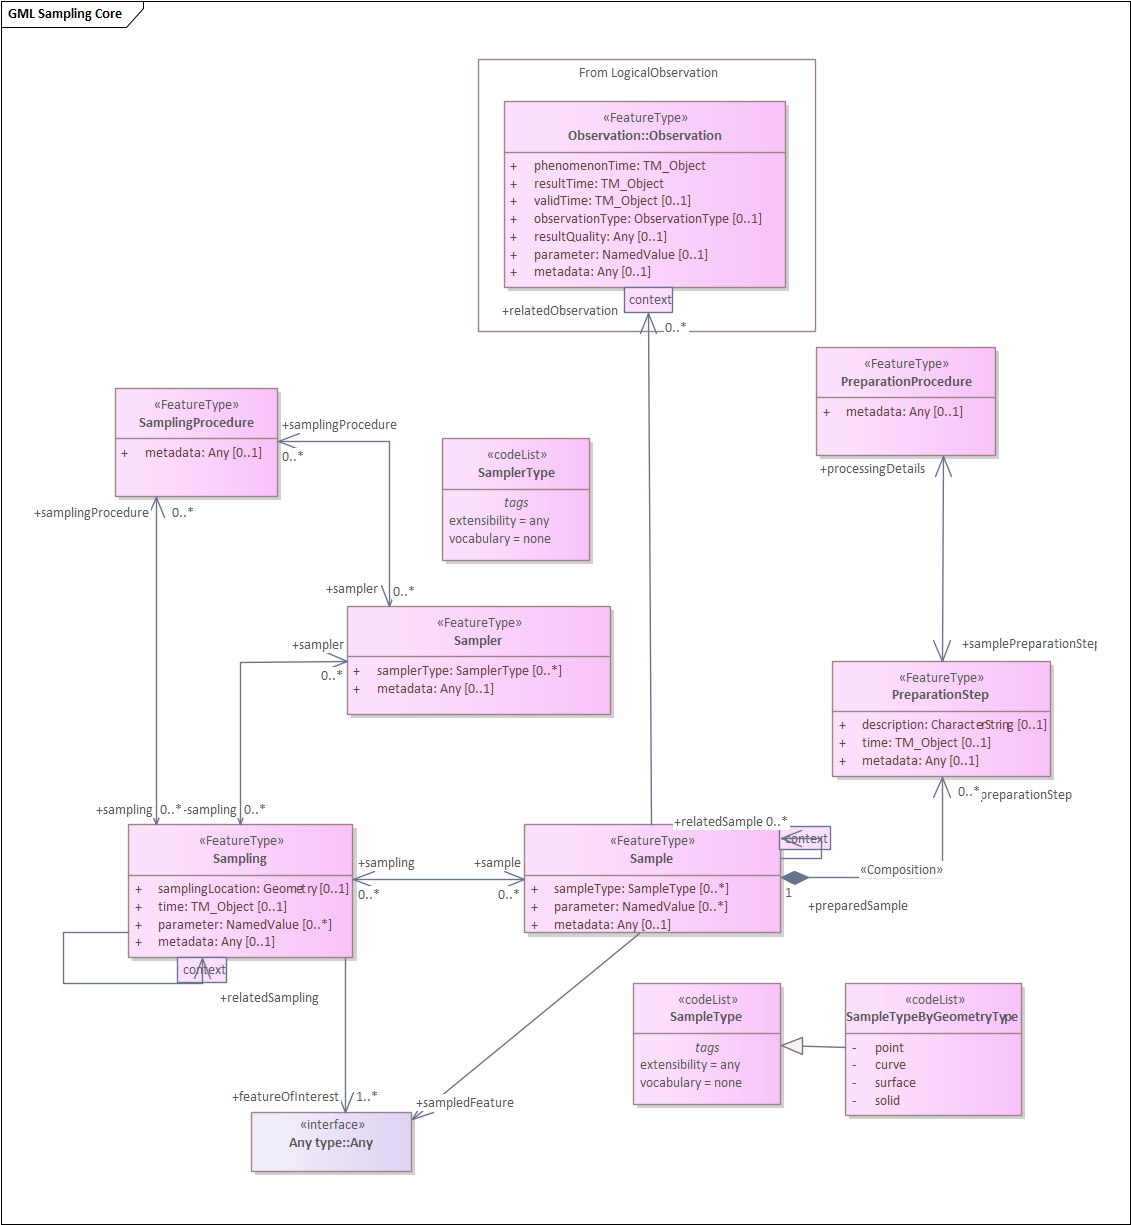 GML Sampling Core
From LogicalObservation
«FeatureType»
Observation::Observation
+ phenomenonTime: TM_Object
+ resultTime: TM_Object
+ validTime: TM_Object [0..1]
+ observationType: ObservationType [0..1]
+ resultQuality: Any [0..1]
+ parameter: NamedValue [0..1]
+ metadata: Any [0..1]
context
+relatedObservation
0..*
«FeatureType»
PreparationProcedure
+ metadata: Any [0..1]
+processingDetails
«FeatureType»
SamplingProcedure
+ metadata: Any [0..1]
+samplingProcedure
0..*
+samplingProcedure
0..*
«codeList»
SamplerType
tags
extensibility = any
vocabulary = none
+sampler
0..*
«FeatureType»
Sampler
+ samplerType: SamplerType [0..*]
+ metadata: Any [0..1]
+sampler
0..*
+samplePreparationStep
«FeatureType»
PreparationStep
+ description: CharacterString [0..1]
+ time: TM_Object [0..1]
+ metadata: Any [0..1]
0..*
preparationStep
+sampling 0..*
-sampling 0..*
«FeatureType»
Sampling
+ samplingLocation: Geometry [0..1]
+ time: TM_Object [0..1]
+ parameter: NamedValue [0..*]
+ metadata: Any [0..1]
context
+relatedSampling
+sampling
0..*
+sample
0..*
+relatedSample 0..*
«FeatureType»
Sample
+ sampleType: SampleType [0..*]
+ parameter: NamedValue [0..*]
+ metadata: Any [0..1]
context
«Composition»
1
+preparedSample
«codeList»
SampleType
tags
extensibility = any
vocabulary = none
«codeList»
SampleTypeByGeometryType
- point
- curve
- surface
- solid
+featureOfInterest
1..*
+sampledFeature
«interface»
Any type::Any